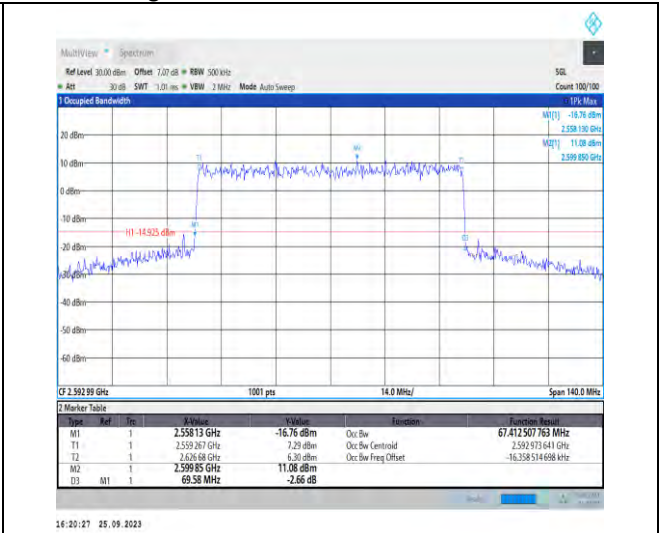 MultiView Spectrum
Ref Level 30.00 dBm Offset 7.07 dB RBW 500 kHz SGL
Att 30 dB SWT 1.01 ms VBW 2 MHz Mode Auto Sweep Count 100/100
1 Occupied Bandwidth 1Pk Max
M1[1] -16.76 dBm
2.558 130 GHz
M2[1] 11.08 dBm
2.599 850 GHz
20 dBm
M2
10 dBm
T1
0 dBm
-10 dBm
M1
H1 -14.925 dBm
D3
-40 dBm
-50 dBm
-60 dBm
CF 2.592 99 GHz 1001 pts 14.0 MHz/ Span 140.0 MHz
2 Marker Table
Type Ref Trc X-Value Y-Value Function Function Result
M1 1 2.558 13 GHz -16.76 dBm Occ Bw 67.412 507 763 MHz
T1 1 2.559 267 GHz 7.29 dBm Occ Bw Centroid 2.592 973 641 GHz
T2 1 2.626 68 GHz 6.30 dBm Occ Bw Freq Offset -16.358 514 698 kHz
M2 1 2.599 85 GHz 11.08 dBm
D3 M1 1 69.58 MHz -2.66 dB
16:20:27 25.09.2023